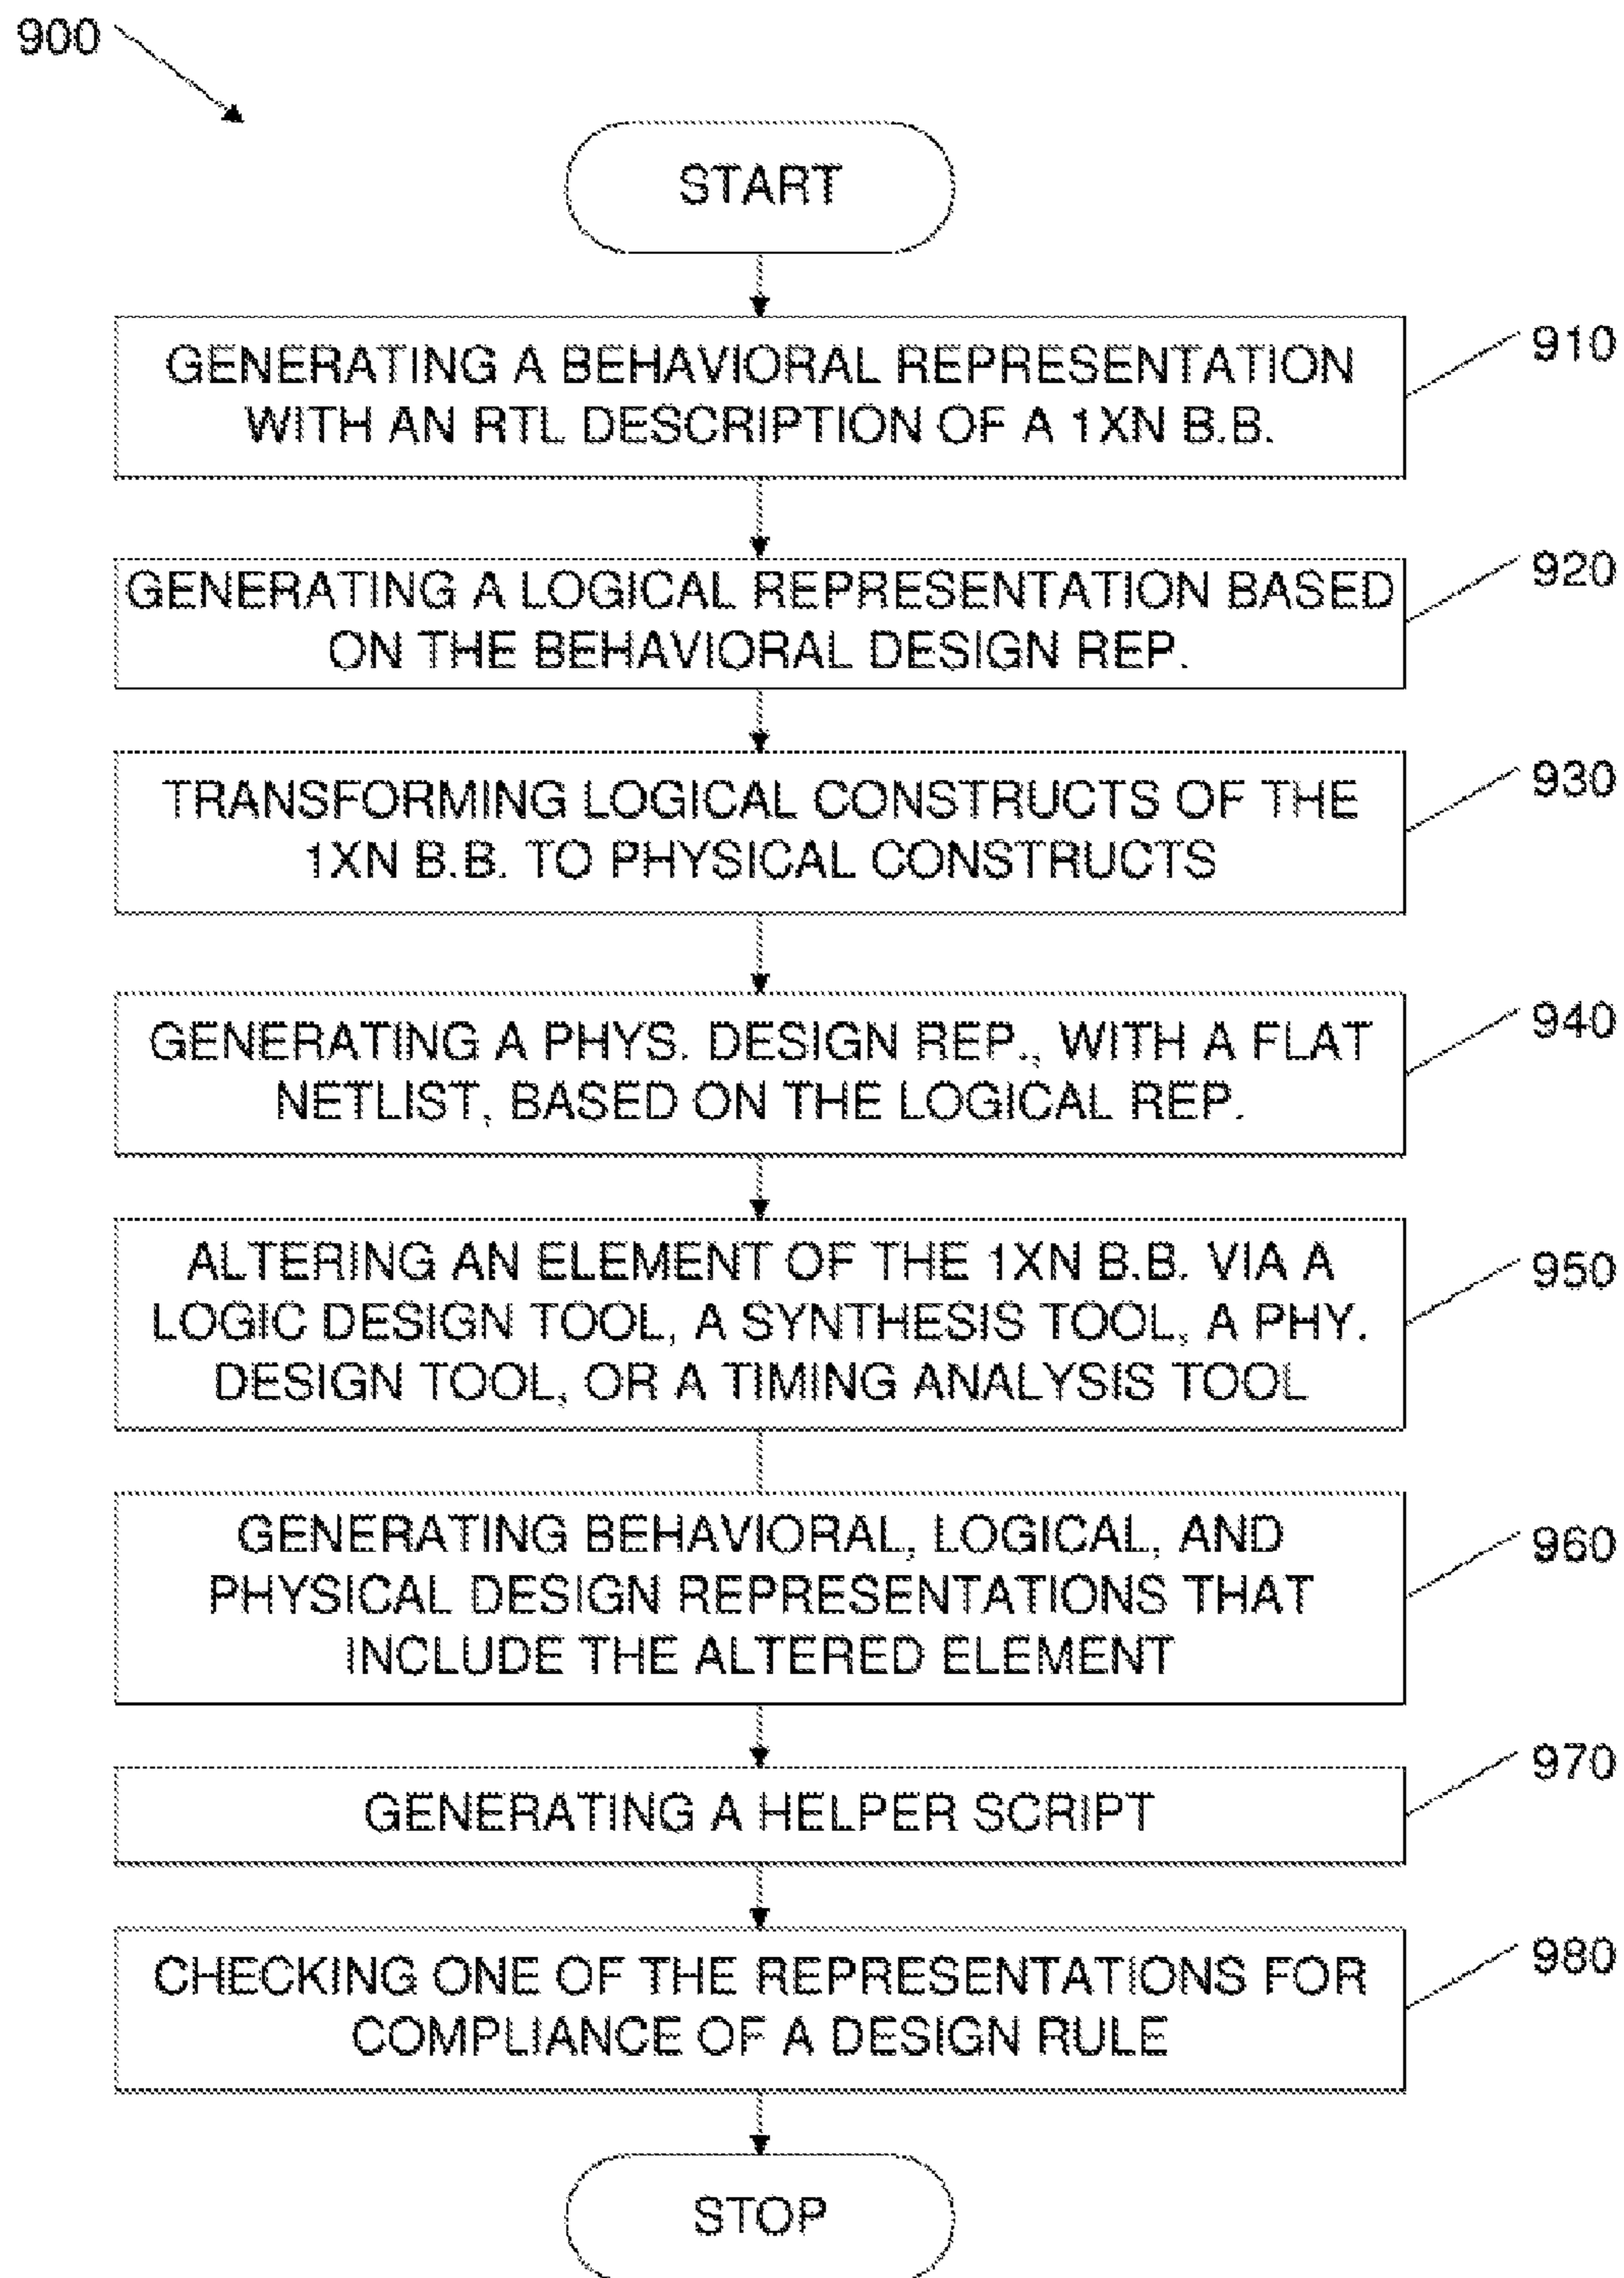 900
START
GENERATING A BEHAVIORAL REPRESENTATION
WITH AN RTL DESCRIPTION OF A 1XN B.B.
910
GENERATING A LOGICAL REPRESENTATION BASED
ON THE BEHAVIORAL DESIGN REP.
920
TRANSFORMING LOGICAL CONSTRUCTS OF THE
1XN B.B. TO PHYSICAL CONSTRUCTS
930
GENERATING A PHYS. DESIGN REP., WITH A FLAT
NETLIST, BASED ON THE LOGICAL REP.
940
ALTERING AN ELEMENT OF THE 1XN B.B. VIA A
LOGIC DESIGN TOOL, A SYNTHESIS TOOL, A PHY.
DESIGN TOOL, OR A TIMING ANALYSIS TOOL
950
GENERATING BEHAVIORAL, LOGICAL, AND
PHYSICAL DESIGN REPRESENTATIONS THAT
INCLUDE THE ALTERED ELEMENT
960
GENERATING A HELPER SCRIPT
970
CHECKING ONE OF THE REPRESENTATIONS FOR
COMPLIANCE OF A DESIGN RULE
980
STOP